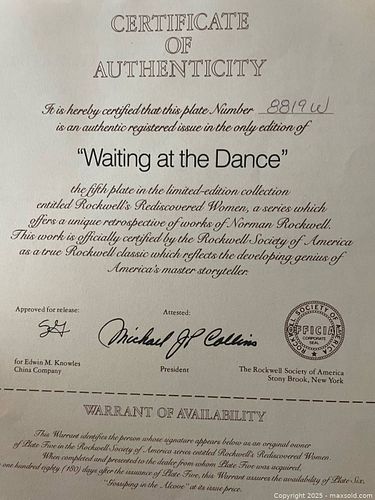 CERTIFICATE
OF
AUTHENTICITY
It is hereby certified that this plate Number 8819W
is an authentic registered issue in the only edition of
"Waiting at the Dance"
the fifth plate in the limited-edition collection
entitled Rockwell's Rediscovered Women, a series which
offers a unique retrospective of works of Norman Rockwell.
This work is officially certified by the Rockwell Society of America
as a true Rockwell classic which reflects the developing genius of
America's master storyteller.
Approved for release:
Attested:
Michael JP Collins
ROCKWELL SOCIETY OF AMERICA
OFFICIAL
CORPORATE
SEAL
for Edwin M. Knowles
China Company
President
The Rockwell Society of America
Stony Brook, New York
WARRANT OF AVAILABILITY
This Warrant identifies the person whose signature appears below as an original owner
of Plate Five in the Rockwell Society of America series entitled Rockwell's Rediscovered Women.
When completed and presented to the dealer from whom Plate Five was acquired,
one hundred eighty (180) days after the issuance of Plate Five, this Warrant assures the availability of Plate Six,
"Gossiping in the Alcove" at its issue price.
Copyright 2025 - maxsold.com